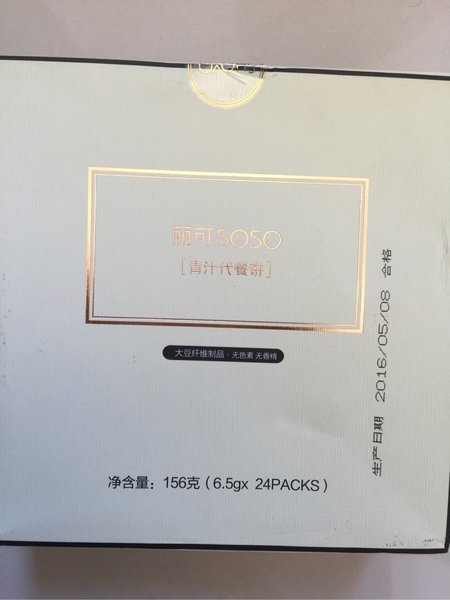 丽可SOSO
[青汁代餐饼]
大豆纤维制品 · 无色素 无香精
净含量：156克（6.5gx 24PACKS）
生产日期 2016/05/08 合格